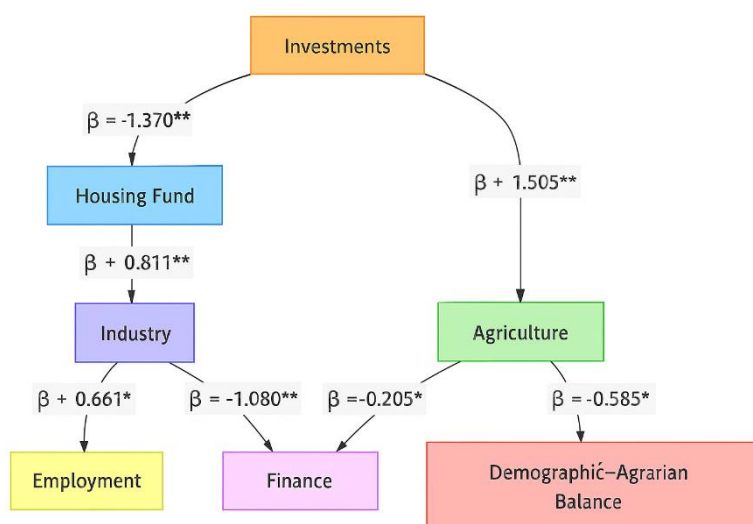 Investments
β = -1.370**
β + 1.505**
Housing Fund
β + 0.811**
Industry
Agriculture
β + 0.661*
β = -1.080**
β =-0.205*
β = -0.585*
Employment
Finance
Demographić–Agrarian
Balance